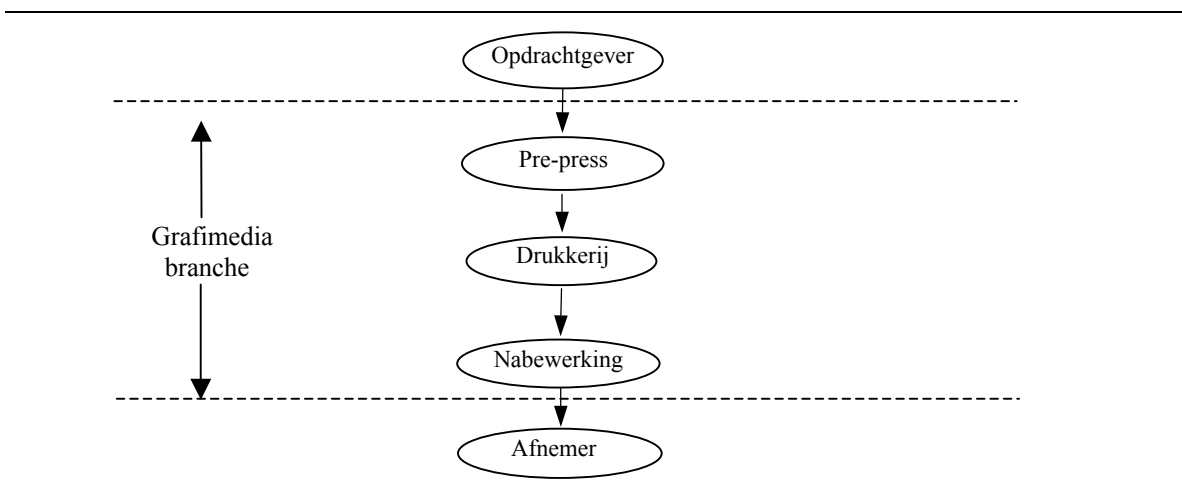 Opdrachtgever
Pre-press
Grafimedia
branche
Drukkerij
Nabewerking
Afnemer